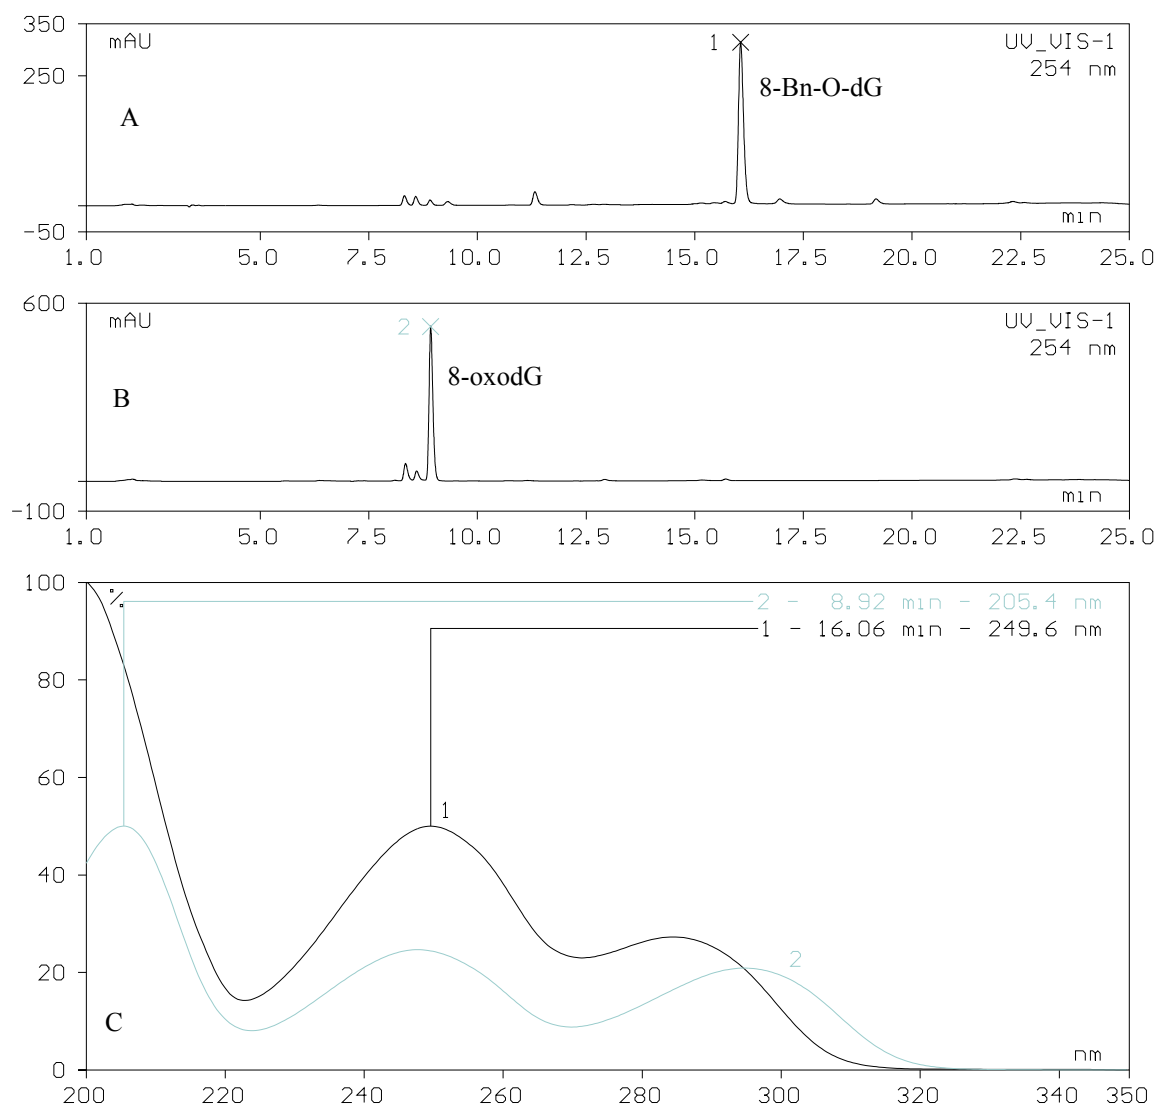 350
mAU
1
UV_VIS-1
250
254 nm
8-Bn-O-dG
A
min
-50
1.0 5.0 7.5 10.0 12.5 15.0 17.5 20.0 22.5 25.0
600
mAU
2
UV_VIS-1
254 nm
8-oxodG
B
min
-100
1.0 5.0 7.5 10.0 12.5 15.0 17.5 20.0 22.5 25.0
100
%
2 - 8.92 min - 205.4 nm
1 - 16.06 min - 249.6 nm
80
60
1
40
20
2
C
nm
0
200 220 240 260 280 300 320 340 350